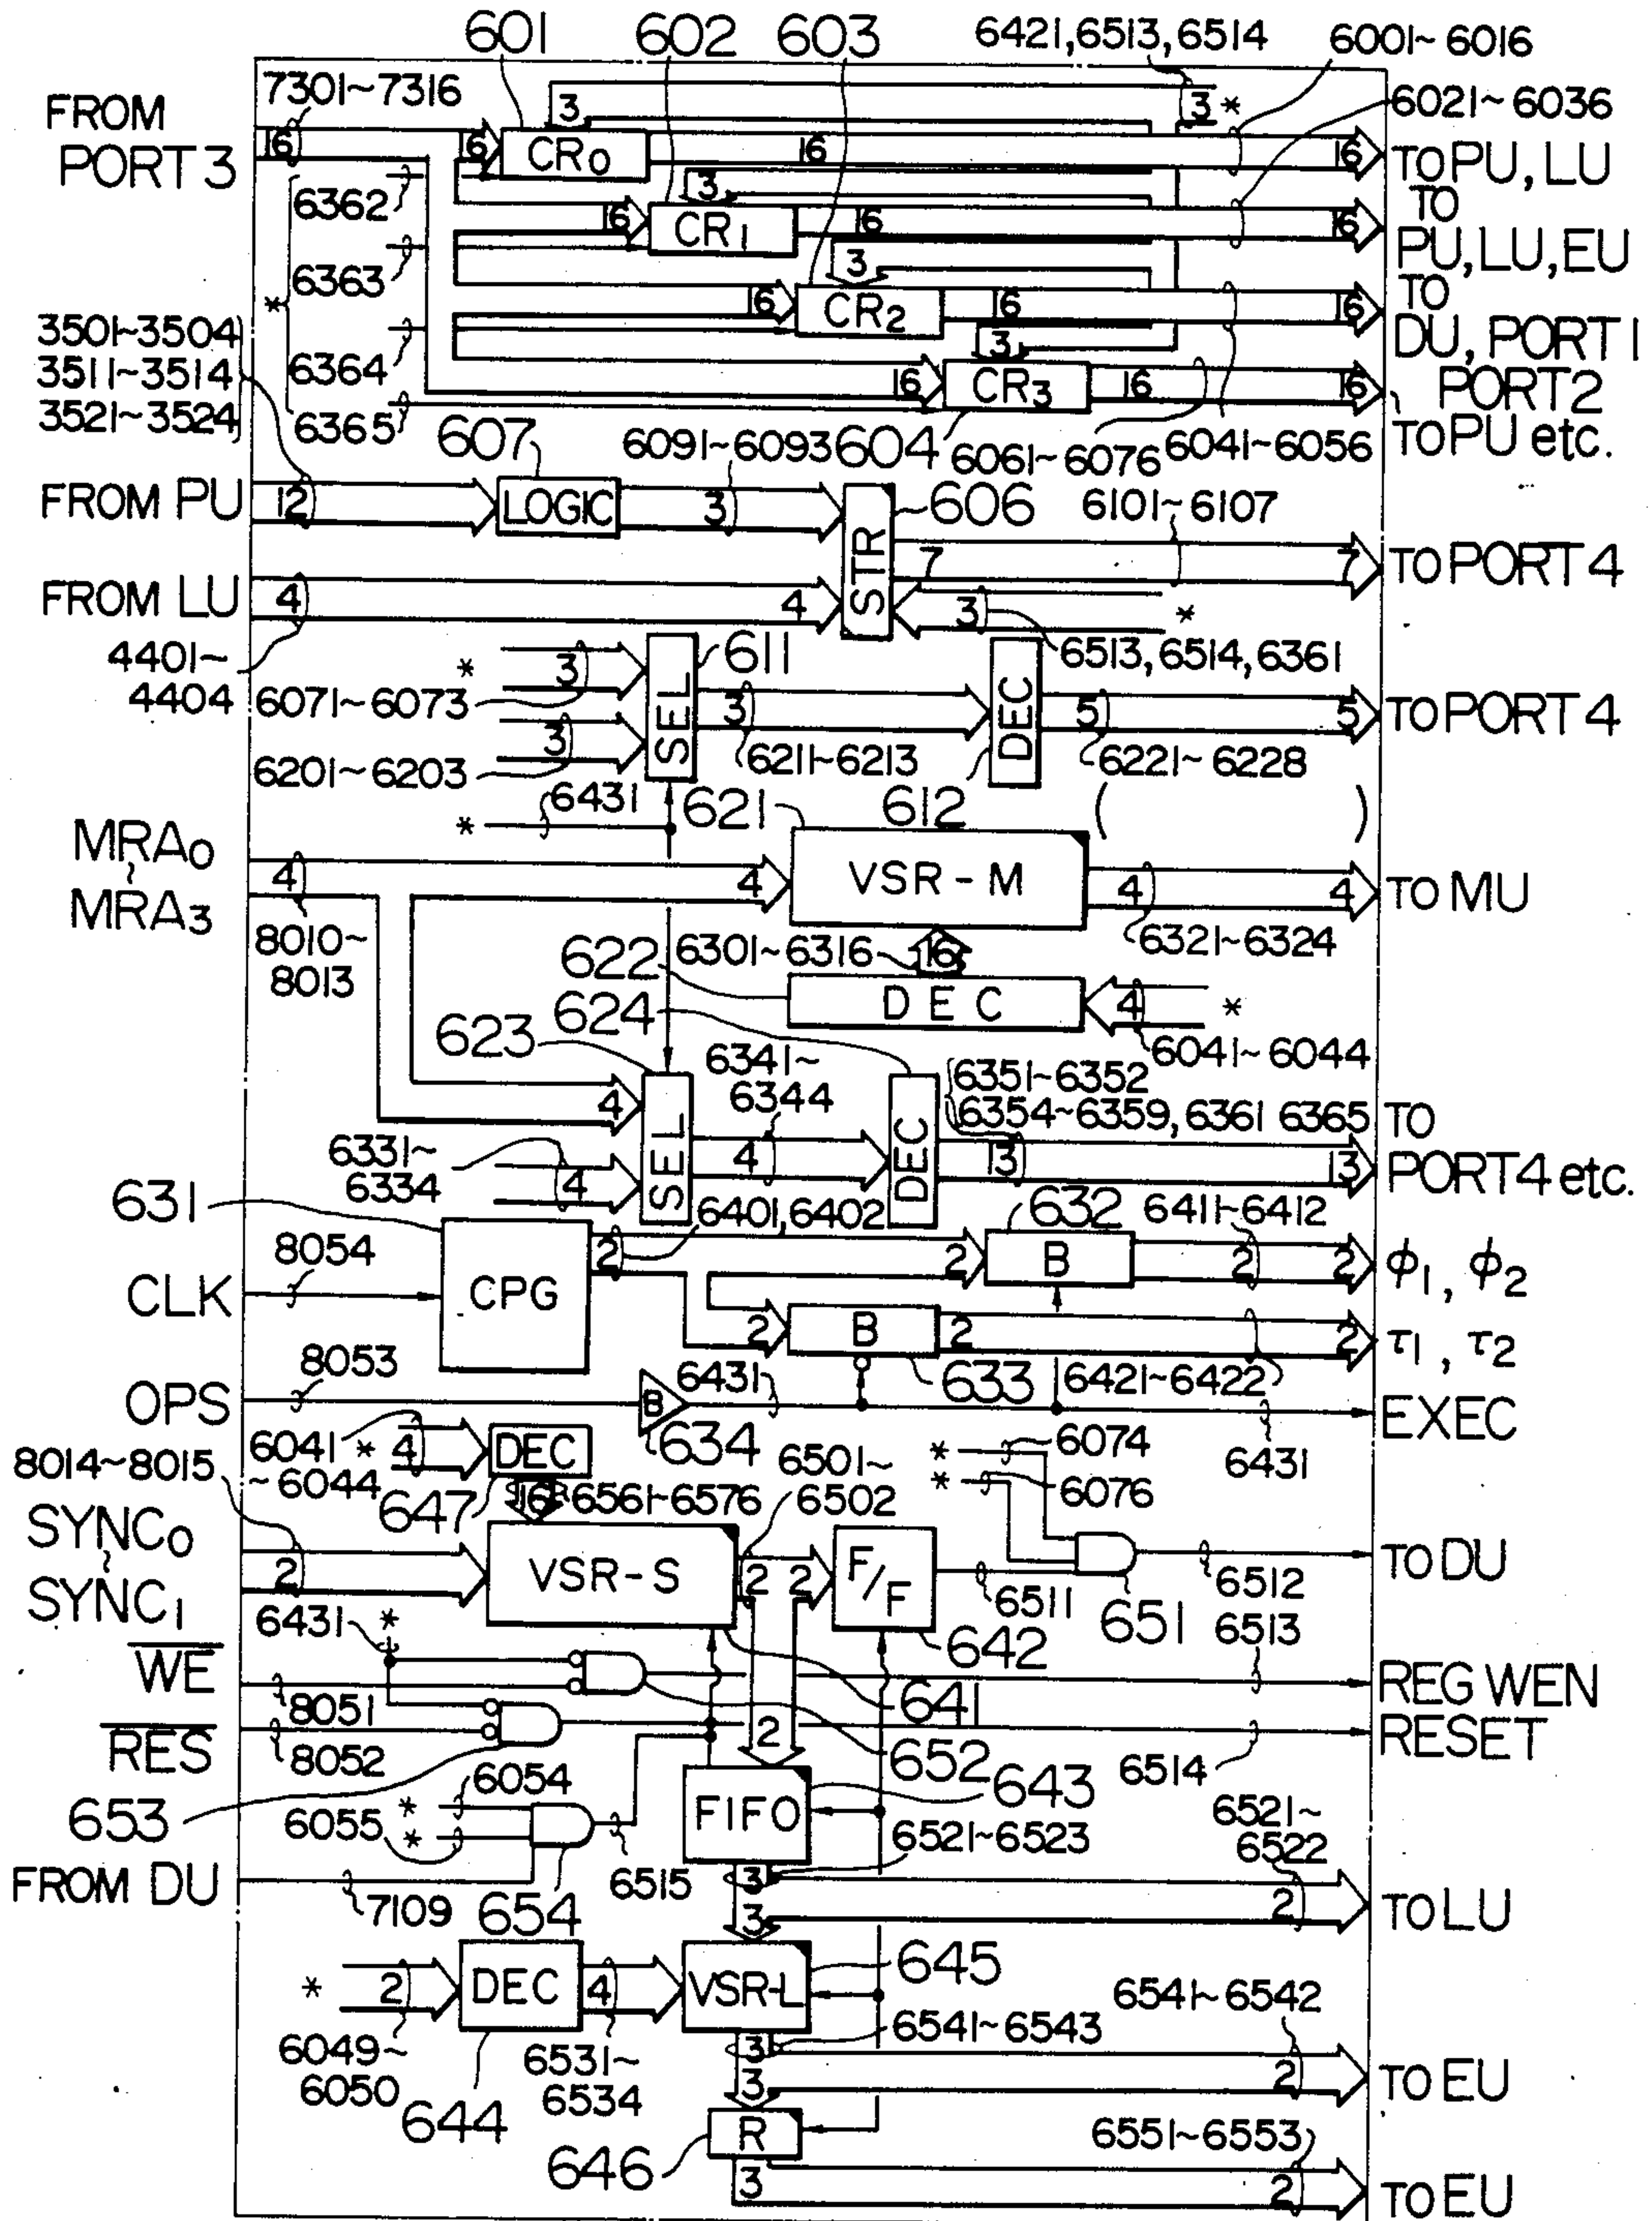 601 602 603 6421,6513,6514 6001~6016
7301~7316 3 3 * 6021~6036
FROM PORT 3 16 16 CR0 16 16 TO PU, LU
6362 3
16 CR1 16 16 TO PU, LU, EU
6363 3
* 16 CR2 16 16 TO DU, PORT 1
3501~3504
3511~3514
3521~3524
6364 3
16 CR3 16 16 PORT2
TO PU etc.
6365 607 6091~6093 604 6061~6076 6041~6056
FROM PU 12 LOGIC 3 STR 606 6101~6107
7 7 TO PORT 4
FROM LU 4 4 3 *
4401~
4404
611 6513, 6514, 6361
* 3 SEL 3 DEC 5 5 TO PORT 4
6071~6073
3
6201~6203 6211~6213 6221~6228
* 6431 621 612 ( )
MRA0
~
MRA3
4 4 VSR-M 4 4 TO MU
8010~
8013
6301~6316 16 6321~6324
622 DEC 4 *
624 6041~6044
623 6341~
6344
6351~6352
6354~6359, 6361 6365
4 SEL 4 DEC 13 13 TO PORT4 etc.
6331~
6334
4
631 6401,6402 632 6411~6412
8054 2 2 B 2 2 ϕ1, ϕ2
CLK CPG
2 B 2 2 τ1, τ2
8053 6431 633 6421~6422
OPS B EXEC
634 6431
6041
~6044
* 4 DEC
647 16 6561~6576
6501~
6502
* 6074
* 6076
8014~8015
SYNC0
~
SYNC1
2 VSR-S 2 2 F/F TO DU
6511 651 6512
6431 * 642 6513
WE 8051 641 REG WEN
RES 8052 2 652 6514 RESET
653 * 6054
6055 * FIFO 643
6521~6523 6521~
6522
FROM DU 7109 654 6515 3
3 2 TO LU
* 2 DEC 4 VSR-L 645
6049~
6050
644 6531~
6534
6541~6543 6541~6542
3
3 2 TO EU
646 R 6551~6553
3 2 TO EU